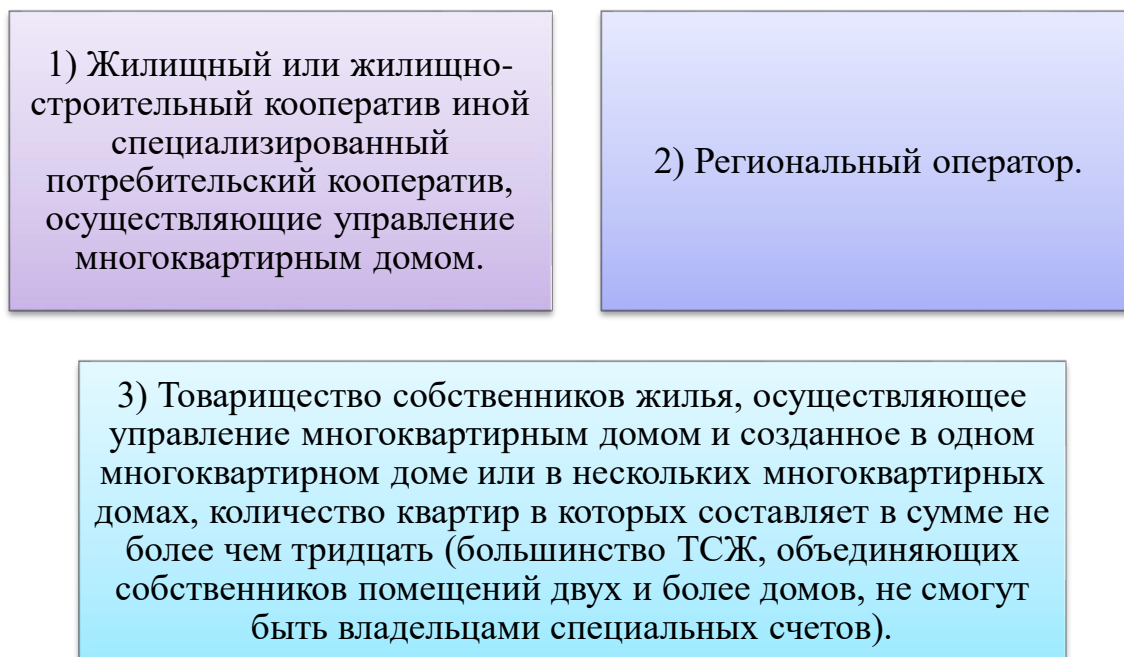 1) Жилищный или жилищно-
строительный кооператив иной
специализированный
потребительский кооператив,
осуществляющие управление
многоквартирным домом.
2) Региональный оператор.
3) Товарищество собственников жилья, осуществляющее
управление многоквартирным домом и созданное в одном
многоквартирном доме или в нескольких многоквартирных
домах, количество квартир в которых составляет в сумме не
более чем тридцать (большинство ТСЖ, объединяющих
собственников помещений двух и более домов, не смогут
быть владельцами специальных счетов).